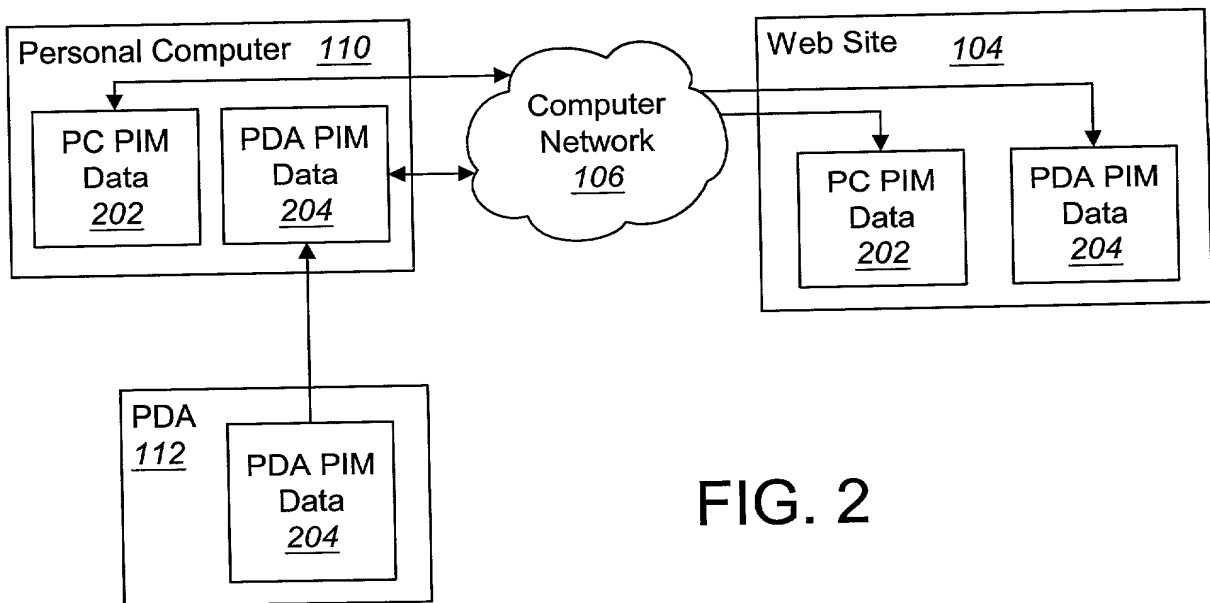 Personal Computer 110
PC PIM
Data
202
PDA PIM
Data
204
Computer
Network
106
Web Site 104
PC PIM
Data
202
PDA PIM
Data
204
PDA
112
PDA PIM
Data
204
FIG. 2